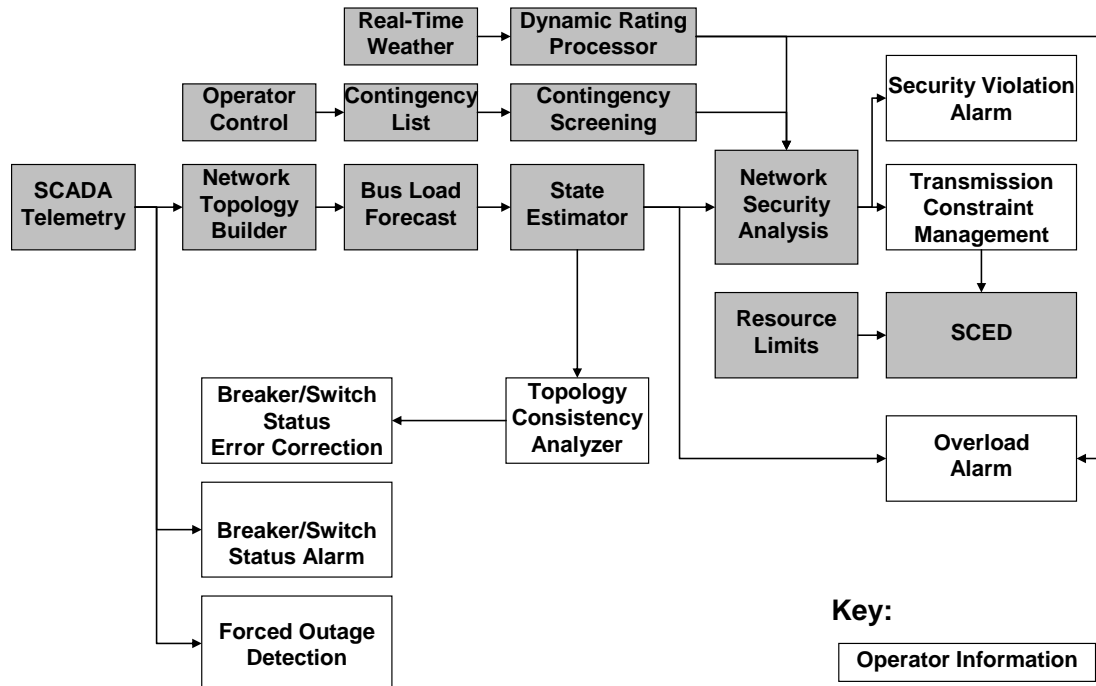 Real-Time
Weather
Dynamic Rating
Processor
Operator
Control
Contingency
List
Contingency
Screening
Security Violation
Alarm
SCADA
Telemetry
Network
Topology
Builder
Bus Load
Forecast
State
Estimator
Network
Security
Analysis
Transmission
Constraint
Management
Resource
Limits
SCED
Breaker/Switch
Status
Error Correction
Topology
Consistency
Analyzer
Overload
Alarm
Breaker/Switch
Status Alarm
Forced Outage
Detection
Key:
Operator Information